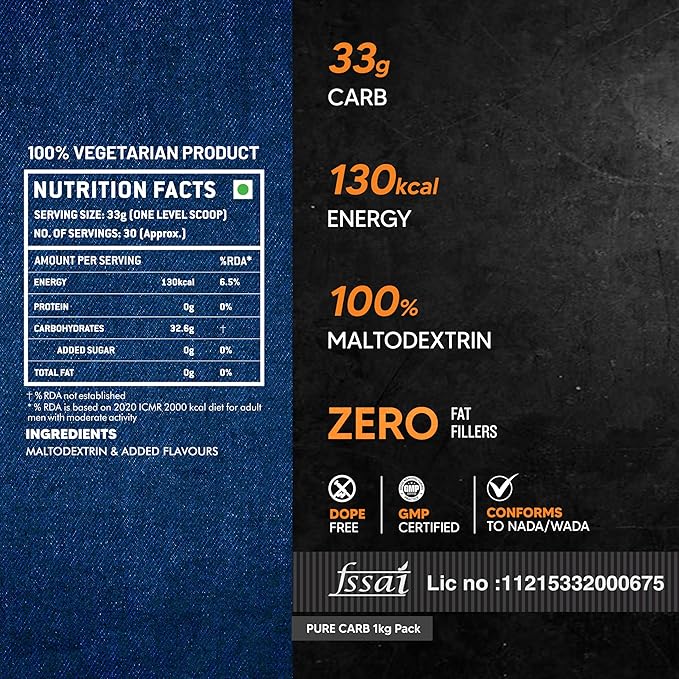 100% VEGETARIAN PRODUCT
NUTRITION FACTS
SERVING SIZE: 33g (ONE LEVEL SCOOP)
NO. OF SERVINGS: 30 (Approx.)
AMOUNT PER SERVING %RDA*
ENERGY 130kcal 6.5%
PROTEIN 0g 0%
CARBOHYDRATES 32.6g †
ADDED SUGAR 0g 0%
TOTAL FAT 0g 0%
† % RDA not established
* % RDA is based on 2020 ICMR 2000 kcal diet for adult
men with moderate activity
INGREDIENTS
MALTODEXTRIN & ADDED FLAVOURS
33g
CARB
130kcal
ENERGY
100%
MALTODEXTRIN
ZERO FAT
FILLERS
DOPE
FREE
GMP
GMP
CERTIFIED
CONFORMS
TO NADA/WADA
fssai Lic no :11215332000675
PURE CARB 1kg Pack